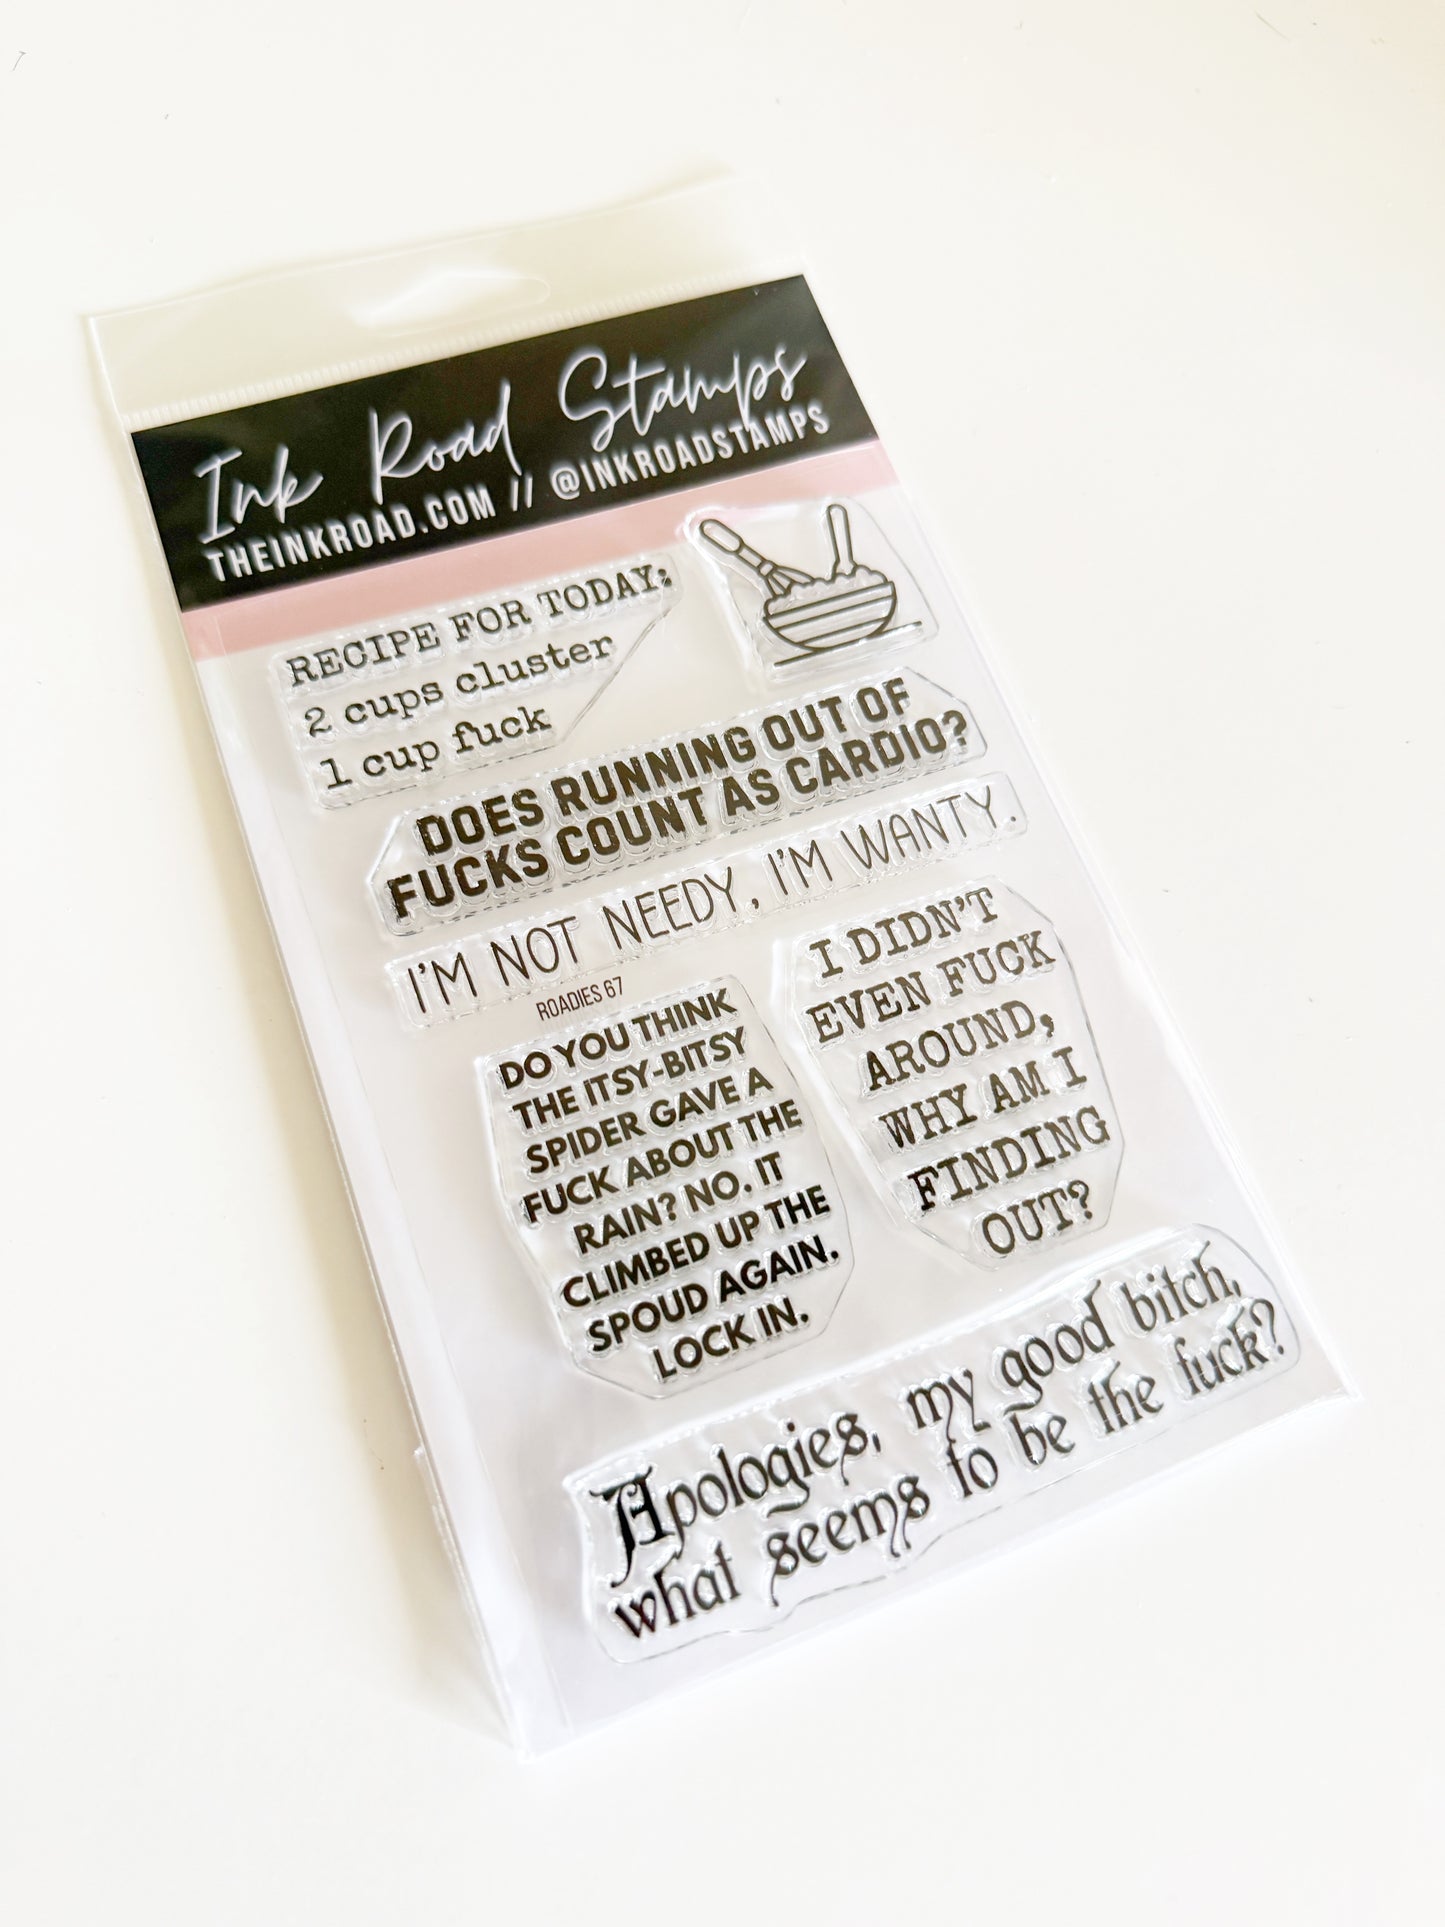 Ink Road Stamps
THEINKROAD.COM // @INKROADSTAMPS
RECIPE FOR TODAY:
2 cups cluster
1 cup fuck
DOES RUNNING OUT OF
FUCKS COUNT AS CARDIO?
I'M NOT NEEDY, I'M WANTY.
ROADIES 67
DO YOU THINK
THE ITSY-BITSY
SPIDER GAVE A
FUCK ABOUT THE
RAIN? NO. IT
CLIMBED UP THE
SPOUD AGAIN.
LOCK IN.
I DIDN'T
EVEN FUCK
AROUND,
WHY AM I
FINDING
OUT?
Apologies, my good bitch,
what seems to be the fuck?